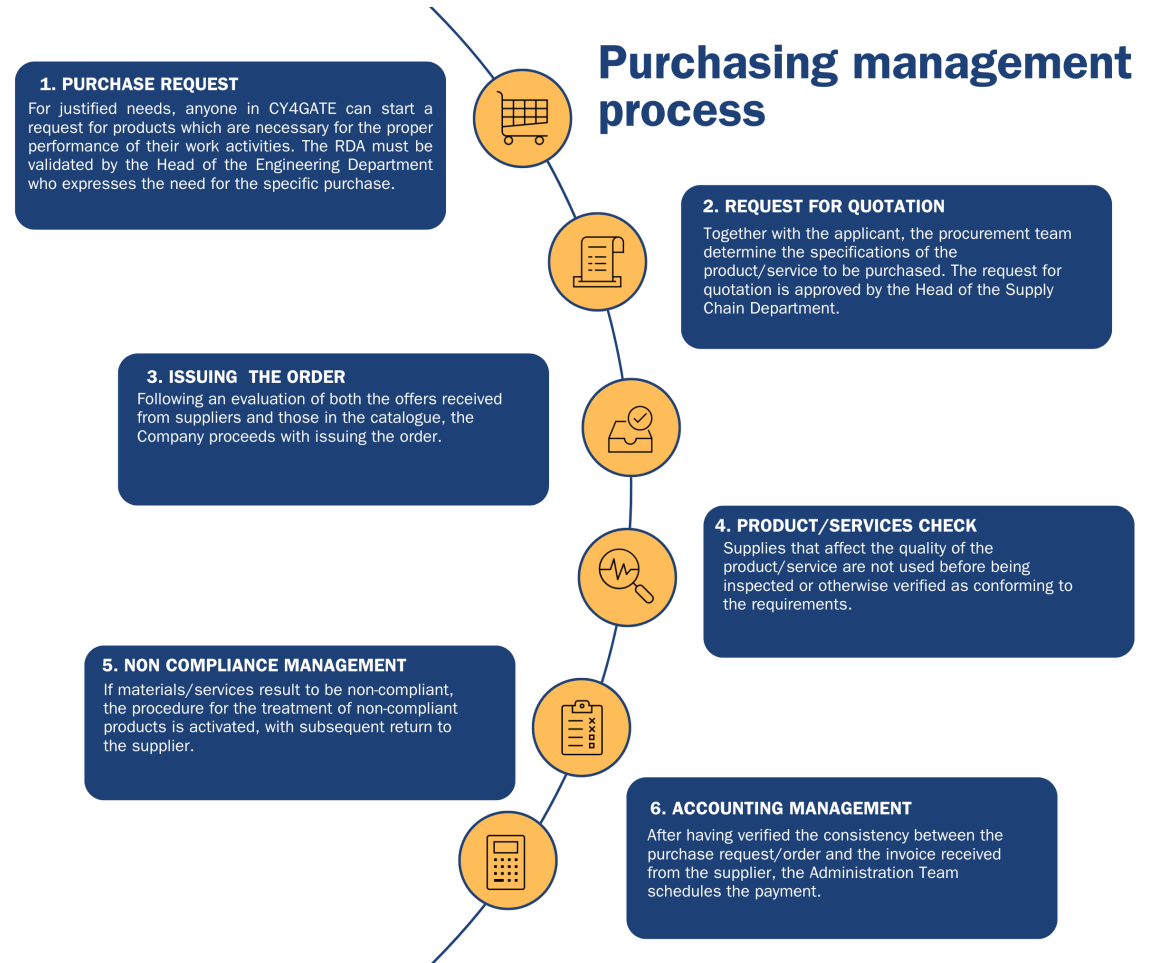 Purchasing management
process
1. PURCHASE REQUEST
For justified needs, anyone in CY4GATE can start a
request for products which are necessary for the proper
performance of their work activities. The RDA must be
validated by the Head of the Engineering Department
who expresses the need for the specific purchase.
2. REQUEST FOR QUOTATION
Together with the applicant, the procurement team
determine the specifications of the
product/service to be purchased. The request for
quotation is approved by the Head of the Supply
Chain Department.
3. ISSUING THE ORDER
Following an evaluation of both the offers received
from suppliers and those in the catalogue, the
Company proceeds with issuing the order.
4. PRODUCT/SERVICES CHECK
Supplies that affect the quality of the
product/service are not used before being
inspected or otherwise verified as conforming to
the requirements.
5. NON COMPLIANCE MANAGEMENT
If materials/services result to be non-compliant,
the procedure for the treatment of non-compliant
products is activated, with subsequent return to
the supplier.
6. ACCOUNTING MANAGEMENT
After having verified the consistency between the
purchase request/order and the invoice received
from the supplier, the Administration Team
schedules the payment.